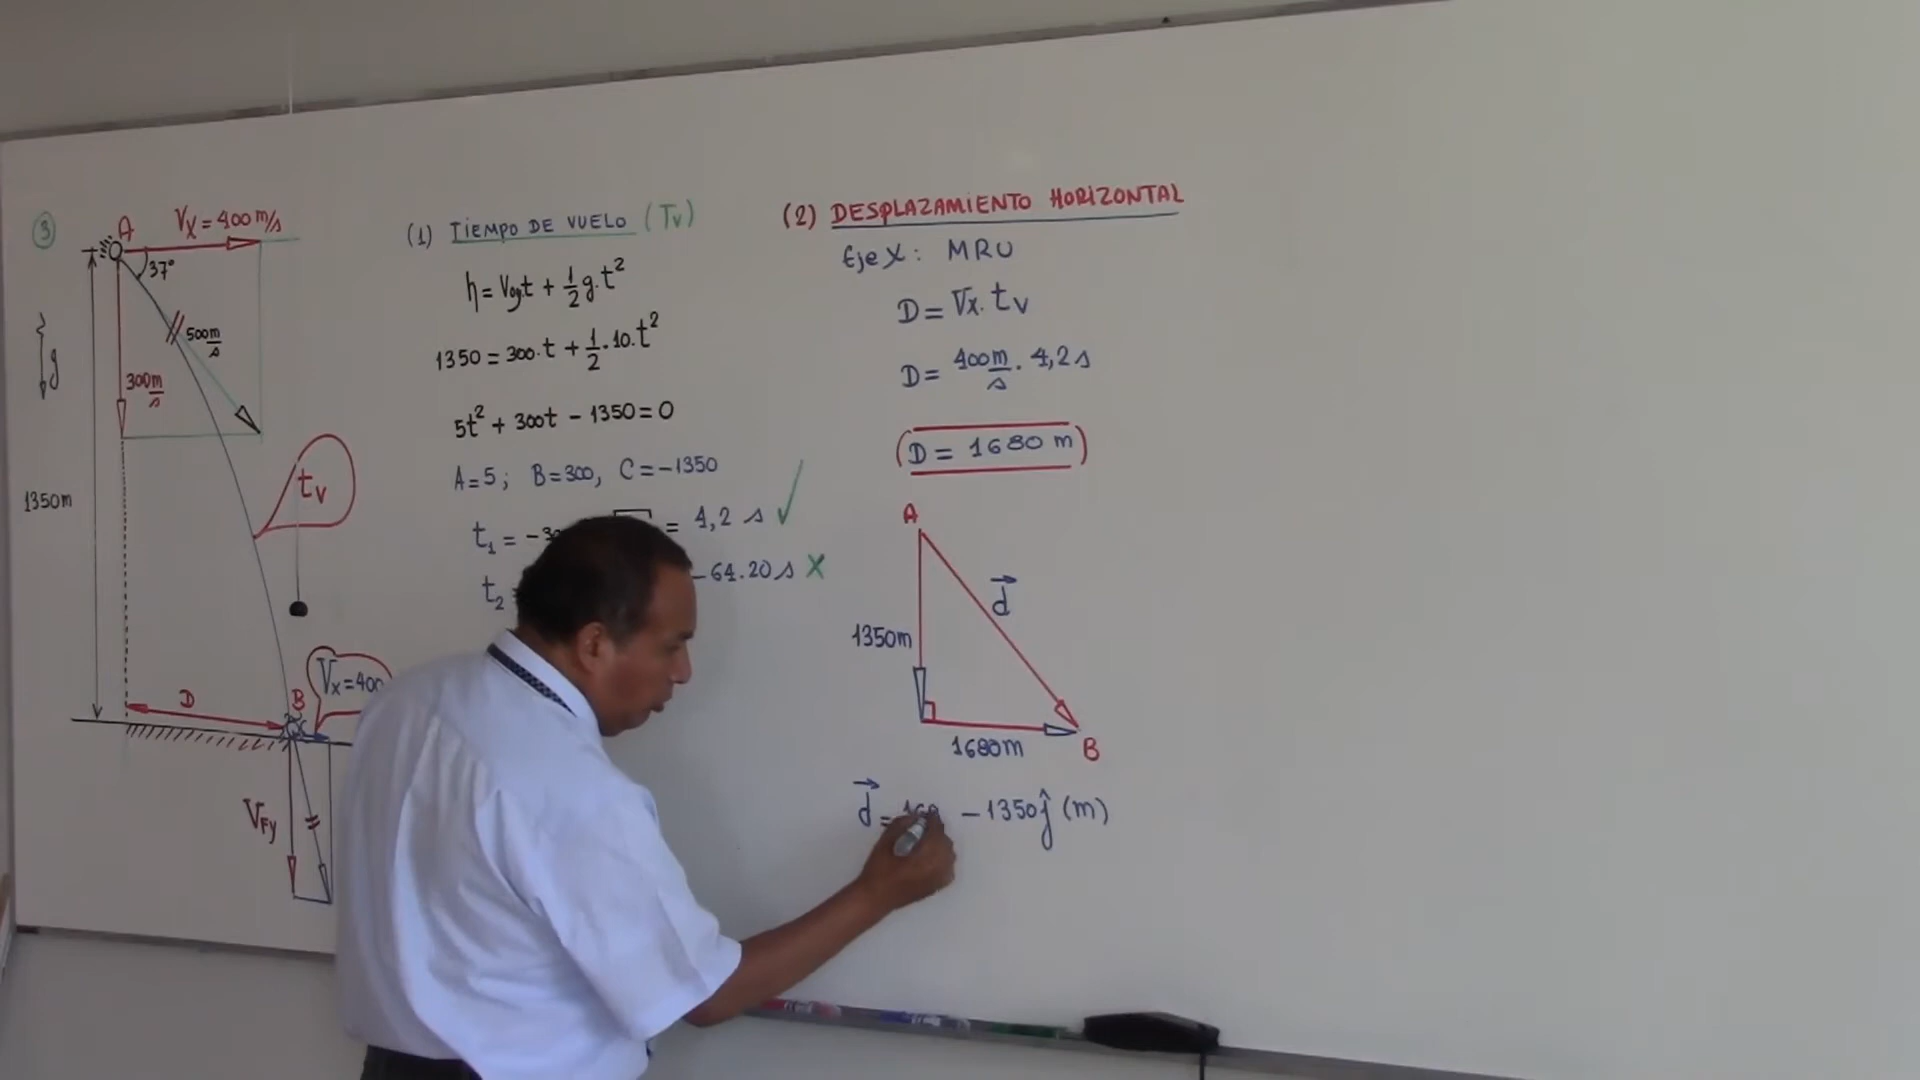 3
A
Vx = 400 m/s
37°
500 m/s
300 m/s
g
1350m
tv
D
B
Vx = 400
VFy
(1) TIEMPO DE VUELO (Tv)
h = Voy t + 1/2 g. t²
1350 = 300. t + 1/2 . 10. t²
5t² + 300t - 1350 = 0
A = 5 ; B = 300, C = -1350
t₁ = = 4,2 s ✓
t₂ -64.20 s X
(2) DESPLAZAMIENTO HORIZONTAL
Eje X : MRU
D = Vx. tv
D = 400 m/s . 4,2 s
D = 1680 m
A
d⃗
1350m
1680m
B
d⃗ = - 1350 ĵ (m)